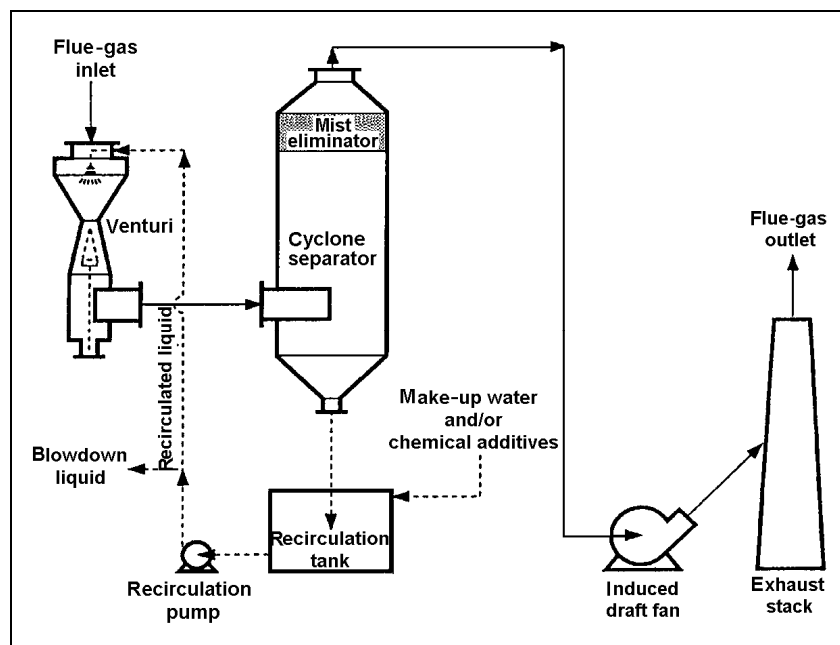 Flue-gas
inlet
Mist
eliminator
Venturi
Cyclone
separator
Flue-gas
outlet
Recirculated liquid
Make-up water
and/or
chemical additives
Blowdown
liquid
Recirculation
tank
Recirculation
pump
Induced
draft fan
Exhaust
stack